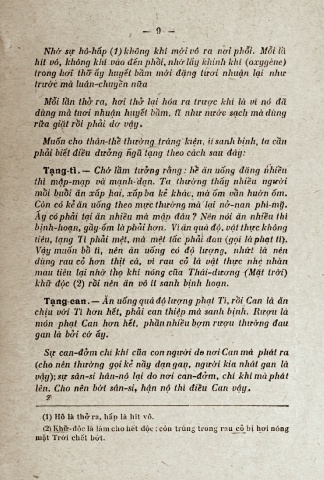 — 9 —
Nhờ sự hô-hấp (1) không khí mới vô ra nơi phổi. Mỗi là
hít vô, không khí vào đến phổi, nhờ lấy khinh khí (oxygène)
trong hơi thở ấy huyết bầm mới đặng tươi nhuận lại như
trước mà luân-chuyển nữa
Mỗi lần thở ra, hơi thở lại hóa ra trược khí là vì nó đã
dùng mà tươi nhuận huyết bầm, tỉ như nước sạch mà dùng
rữa giặt rồi phải dơ vậy.
Muốn cho thân-thể thường tráng kiện, ít sanh bịnh, ta cần
phải biết điều dưỡng ngũ tạng theo cách sau đây:
Tạng-tì. — Chớ lầm tưởng rằng: hể ăn uống đặng nhiều
thì mập-mạp và mạnh-dạn. Ta thường thấy nhiều người
mỗi buổi ăn xấp hai, xấp ba kẻ khác, mà ốm vẫn hườn ốm.
Còn có kẻ ăn uống theo mực thường mà lại nở-nan phì-mỹ.
Ấy có phải tại ăn nhiều mà mập đâu? Nên nói ăn nhiều thì
bịnh-hoạn, gầy-ốm là phải hơn. Vì ăn quá độ, vật thực không
tiêu, tạng Tì phải mệt, mà mệt tắc phải đau (gọi là phạt tì).
Vậy muốn bồ tì, nên ăn uống có độ lượng, nhứt là nên
dùng rau cỏ hơn thịt cá, vì rau cỏ là vật thực nhẹ nhàn
mau tiêu lại nhờ thọ khí nóng của Thái-dương (Mặt trời)
khữ độc (2) rồi nên ăn vô ít sanh bịnh hoạn.
Tạng can. — Ăn uống quá độ lượng phạt Tì, rồi Can là ăn
chịu với Tì hơn hết, phải can thiệp mà sanh bịnh. Rượu là
món phạt Can hơn hết, phần nhiều bợm rượu thường đau
gan là bởi cớ ấy.
Sự can-đởm chí khí của con người do nơi Can mà phát ra
(cho nên thường gọi kẻ nầy dạn gan, người kia nhát gan là
vậy); sự sân-si hân-nộ lại do nơi can-đởm, chí khí mà phát
lên. Cho nên bớt sân-si, hận nộ thì điều Can vậy.
(1) Hô là thở ra, hấp là hít vô.
(2) Khữ-độc là làm cho hết độc; côn trùng trong rau cỏ bị hơi nóng
mặt Trời chết bớt.